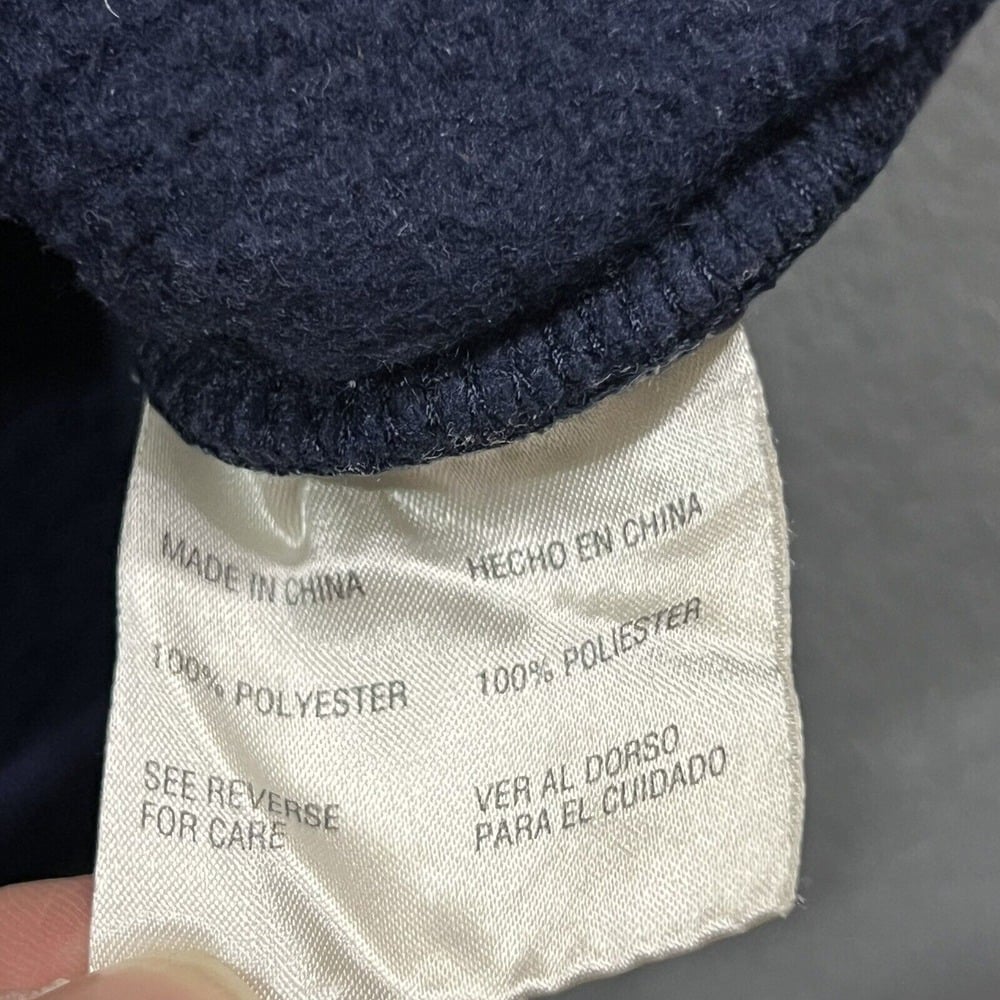 MADE IN CHINA
100% POLYESTER
SEE REVERSE
FOR CARE
HECHO EN CHINA
100% POLIESTER
VER AL DORSO
PARA EL CUIDADO